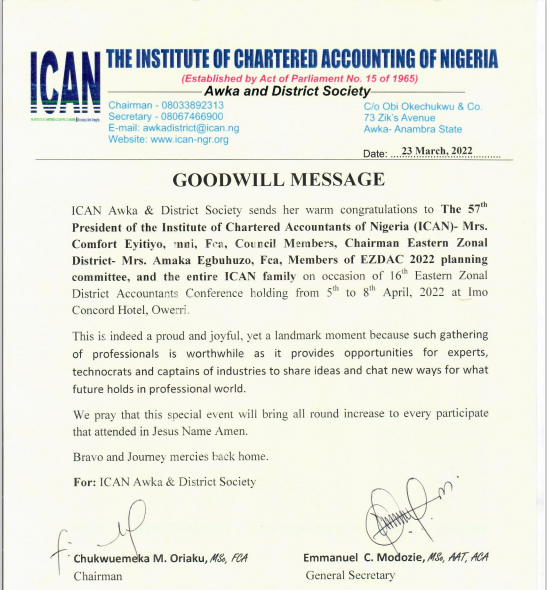 ICAN
THE INSTITUTE OF CHARTERED ACCOUNTING OF NIGERIA
(Established by Act of Parliament No. 15 of 1965)
Awka and District Society
Chairman - 08033892313
Secretary - 08067466900
E-mail: awkadistrict@ican.ng
Website: www.ican-ngr.org
C/o Obi Okechukwu & Co.
73 Zik's Avenue
Awka- Anambra State
Date: 23 March, 2022
GOODWILL MESSAGE
ICAN Awka & District Society sends her warm congratulations to The 57th
President of the Institute of Chartered Accountants of Nigeria (ICAN)- Mrs.
Comfort Eyitiyo, mni, Fca, Council Members, Chairman Eastern Zonal
District- Mrs. Amaka Egbuhuzo, Fca, Members of EZDAC 2022 planning
committee, and the entire ICAN family on occasion of 16th Eastern Zonal
District Accountants Conference holding from 5th to 8th April, 2022 at Imo
Concord Hotel, Owerri.
This is indeed a proud and joyful, yet a landmark moment because such gathering
of professionals is worthwhile as it provides opportunities for experts,
technocrats and captains of industries to share ideas and chat new ways for what
future holds in professional world.
We pray that this special event will bring all round increase to every participate
that attended in Jesus Name Amen.
Bravo and Journey mercies back home.
For: ICAN Awka & District Society
Chukwuemeka M. Oriaku, MSc, FCA
Chairman
Emmanuel C. Modozie, MSc, AAT, ACA
General Secretary